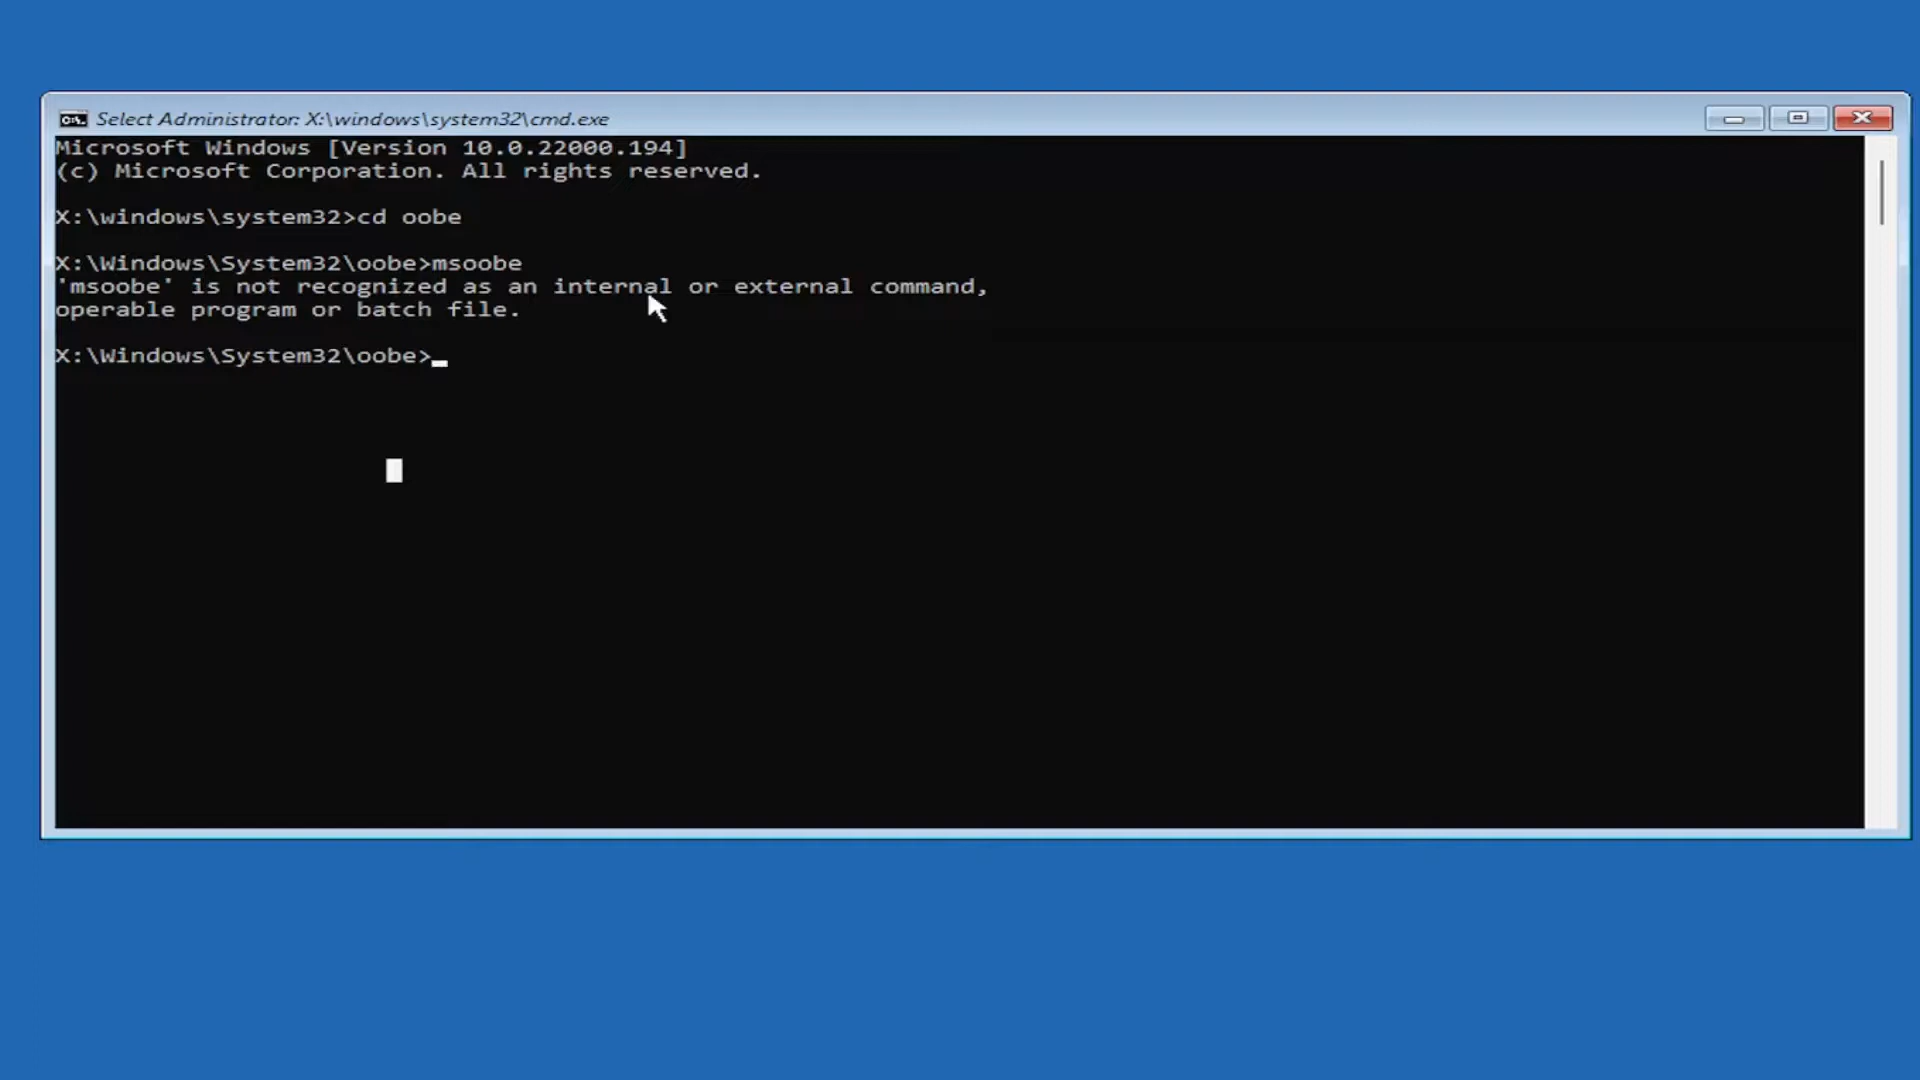 Select Administrator: X:\windows\system32\cmd.exe
Microsoft Windows [Version 10.0.22000.194]
(c) Microsoft Corporation. All rights reserved.
X:\windows\system32>cd oobe
X:\Windows\System32\oobe>msoobe
'msoobe' is not recognized as an internal or external command,
operable program or batch file.
X:\Windows\System32\oobe>